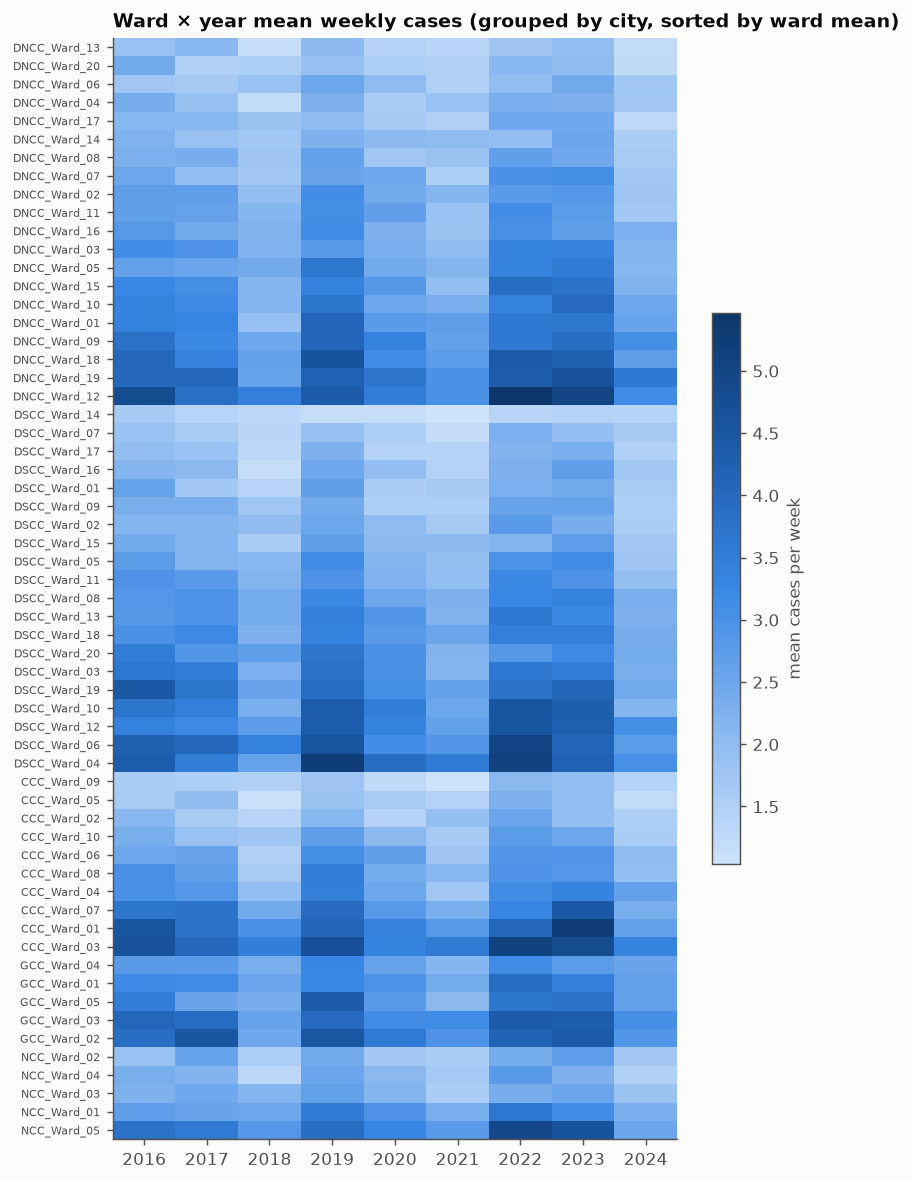 Ward × year mean weekly cases (grouped by city, sorted by ward mean)
DNCC_Ward_13
DNCC_Ward_20
DNCC_Ward_06
DNCC_Ward_04
DNCC_Ward_17
DNCC_Ward_14
DNCC_Ward_08
DNCC_Ward_07
DNCC_Ward_02
DNCC_Ward_11
DNCC_Ward_16
DNCC_Ward_03
DNCC_Ward_05
DNCC_Ward_15
DNCC_Ward_10
DNCC_Ward_01
DNCC_Ward_09
DNCC_Ward_18
DNCC_Ward_19
DNCC_Ward_12
DSCC_Ward_14
DSCC_Ward_07
DSCC_Ward_17
DSCC_Ward_16
DSCC_Ward_01
DSCC_Ward_09
DSCC_Ward_02
DSCC_Ward_15
DSCC_Ward_05
DSCC_Ward_11
DSCC_Ward_08
DSCC_Ward_13
DSCC_Ward_18
DSCC_Ward_20
DSCC_Ward_03
DSCC_Ward_19
DSCC_Ward_10
DSCC_Ward_12
DSCC_Ward_06
DSCC_Ward_04
CCC_Ward_09
CCC_Ward_05
CCC_Ward_02
CCC_Ward_10
CCC_Ward_06
CCC_Ward_08
CCC_Ward_04
CCC_Ward_07
CCC_Ward_01
CCC_Ward_03
GCC_Ward_04
GCC_Ward_01
GCC_Ward_05
GCC_Ward_03
GCC_Ward_02
NCC_Ward_02
NCC_Ward_04
NCC_Ward_03
NCC_Ward_01
NCC_Ward_05
2016 2017 2018 2019 2020 2021 2022 2023 2024
5.0
4.5
4.0
3.5
3.0
2.5
2.0
1.5
mean cases per week